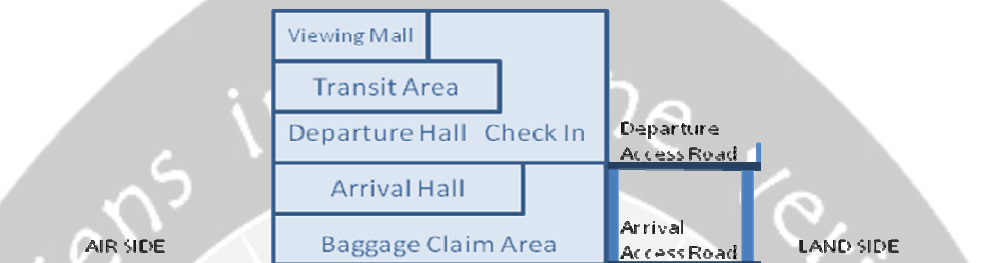 Viewing Mall
Transit Area
Departure Hall Check In
Departure
Access Road
Arrival Hall
Arrival
Access Road
Baggage Claim Area
AIR SIDE
LAND SIDE